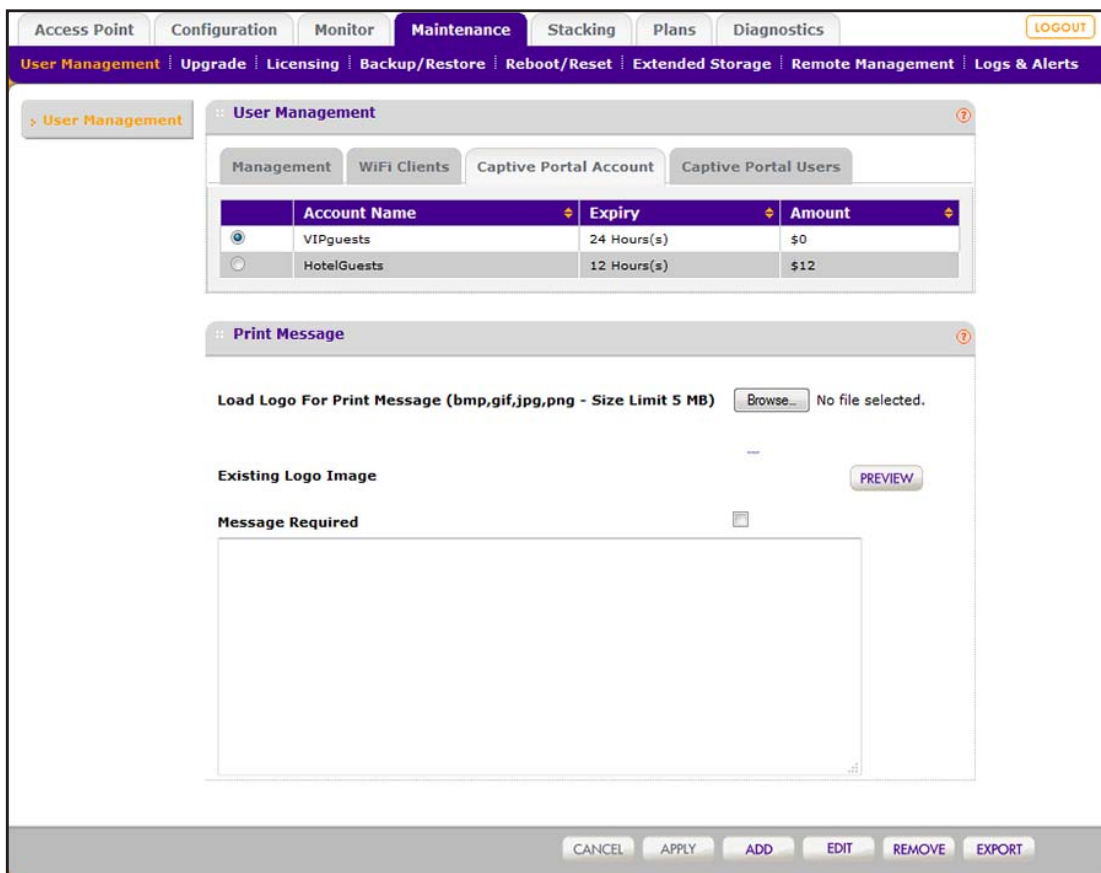 Access Point Configuration Monitor Maintenance Stacking Plans Diagnostics LOGOUT
User Management Upgrade Licensing Backup/Restore Reboot/Reset Extended Storage Remote Management Logs & Alerts
User Management
User Management ?
Management WiFi Clients Captive Portal Account Captive Portal Users
Account Name Expiry Amount
VIPguests 24 Hours(s) $0
HotelGuests 12 Hours(s) $12
Print Message ?
Load Logo For Print Message (bmp,gif,jpg,png - Size Limit 5 MB) Browse... No file selected.
Existing Logo Image PREVIEW
Message Required
CANCEL APPLY ADD EDIT REMOVE EXPORT